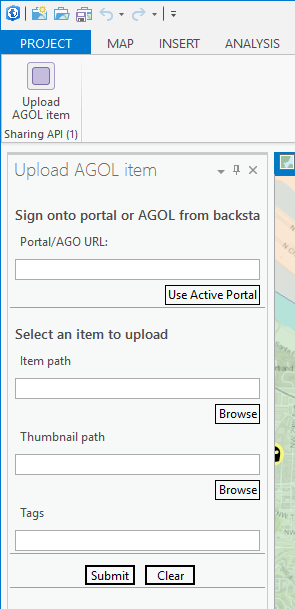 PROJECT MAP INSERT ANALYSIS
Upload
AGOL item
Sharing API (1)
Upload AGOL item
Sign onto portal or AGOL from backsta
Portal/AGO URL:
Use Active Portal
Select an item to upload
Item path
Browse
Thumbnail path
Browse
Tags
Submit Clear